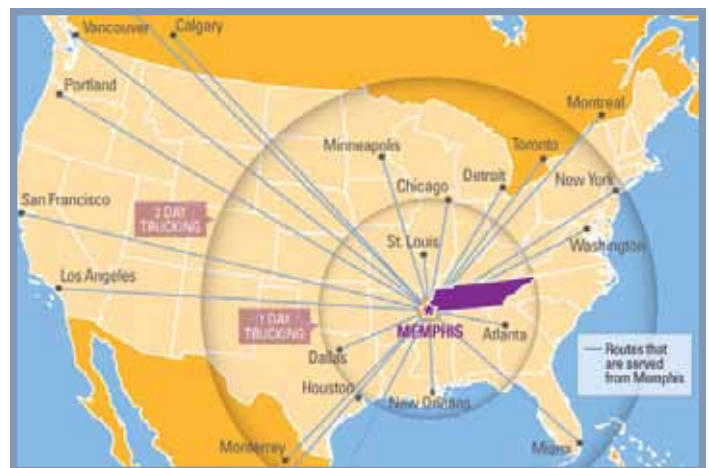 Vancouver
Calgary
Portland
Montreal
Minneapolis
Toronto
Chicago
Detroit
New York
San Francisco
2 DAY
TRUCKING
St. Louis
Washington
Los Angeles
1 DAY
TRUCKING
MEMPHIS
Atlanta
Dallas
Routes that
are served
from Memphis
Houston
New Orleans
Monterrey
Miami